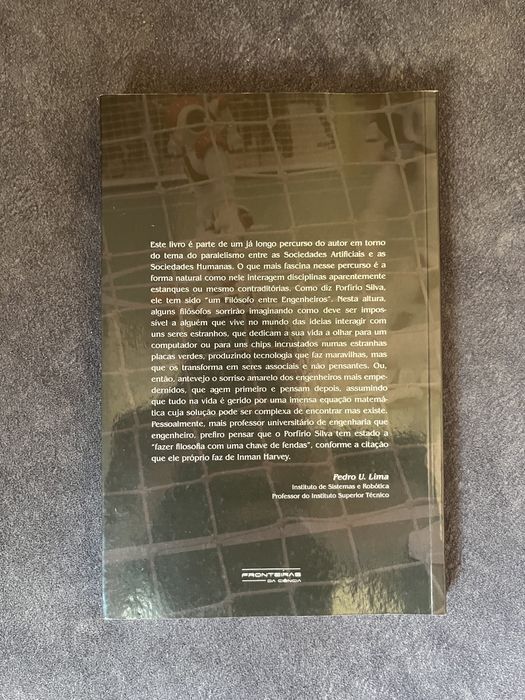 Este livro é parte de um já longo percurso do autor em torno
do tema do paralelismo entre as Sociedades Artificiais e as
Sociedades Humanas. O que mais fascina nesse percurso é a
forma natural como nele interagem disciplinas aparentemente
estanques ou mesmo contraditórias. Como diz Porfírio Silva,
ele tem sido "um Filósofo entre Engenheiros". Nesta altura,
alguns filósofos sorrirão imaginando como deve ser impos-
sível a alguém que vive no mundo das ideias interagir com
uns seres estranhos, que dedicam a sua vida a olhar para um
computador ou para uns chips incrustados numas estranhas
placas verdes, produzindo tecnologia que faz maravilhas, mas
que os transforma em seres associais e não pensantes. Ou,
então, antevejo o sorriso amarelo dos engenheiros mais empe-
dernidos, que agem primeiro e pensam depois, assumindo
que tudo na vida é gerido por uma imensa equação matemá-
tica cuja solução pode ser complexa de encontrar mas existe.
Pessoalmente, mais professor universitário de engenharia que
engenheiro, prefiro pensar que o Porfírio Silva tem estado a
"fazer filosofia com uma chave de fendas", conforme a citação
que ele próprio faz de Inman Harvey.
Pedro U. Lima
Instituto de Sistemas e Robótica
Professor do Instituto Superior Técnico
FRONTEIRAS
DA CIÊNCIA